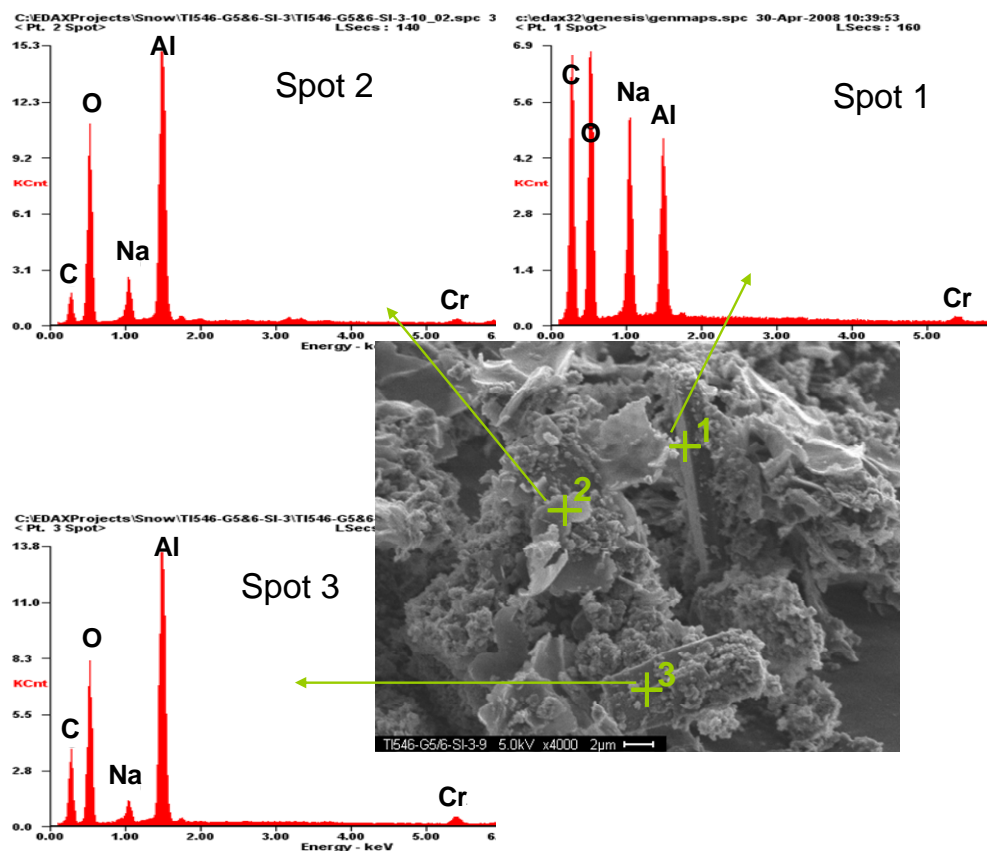 C:\EDAXProjects\Snow\TI546-G5&6-SI-3\TI546-G5&6-SI-3-10_02.spc 3
< Pt. 2 Spot> LSecs : 140
15.3
12.3
9.2
KCnt
6.1
3.1
0.0
C
O
Na
Al
Cr
Spot 2
0.00 1.00 2.00 3.00 4.00 5.00 6
Energy - ke
c:\edax32\genesis\genmaps.spc 30-Apr-2008 10:39:53
< Pt. 1 Spot> LSecs : 160
6.9
5.6
4.2
KCnt
2.8
1.4
0.0
C
O
Na
Al
Cr
Spot 1
0.00 1.00 2.00 3.00 4.00 5.00
1
2
3
TI546-G5/6-SI-3-9 5.0kV x4000 2µm
C:\EDAXProjects\Snow\TI546-G5&6-SI-3\TI546-G5&6
< Pt. 3 Spot> LSecs
13.8
11.0
8.3
KCnt
5.5
2.8
0.0
C
O
Na
Al
Cr
Spot 3
0.00 1.00 2.00 3.00 4.00 5.00 6
Energy - keV